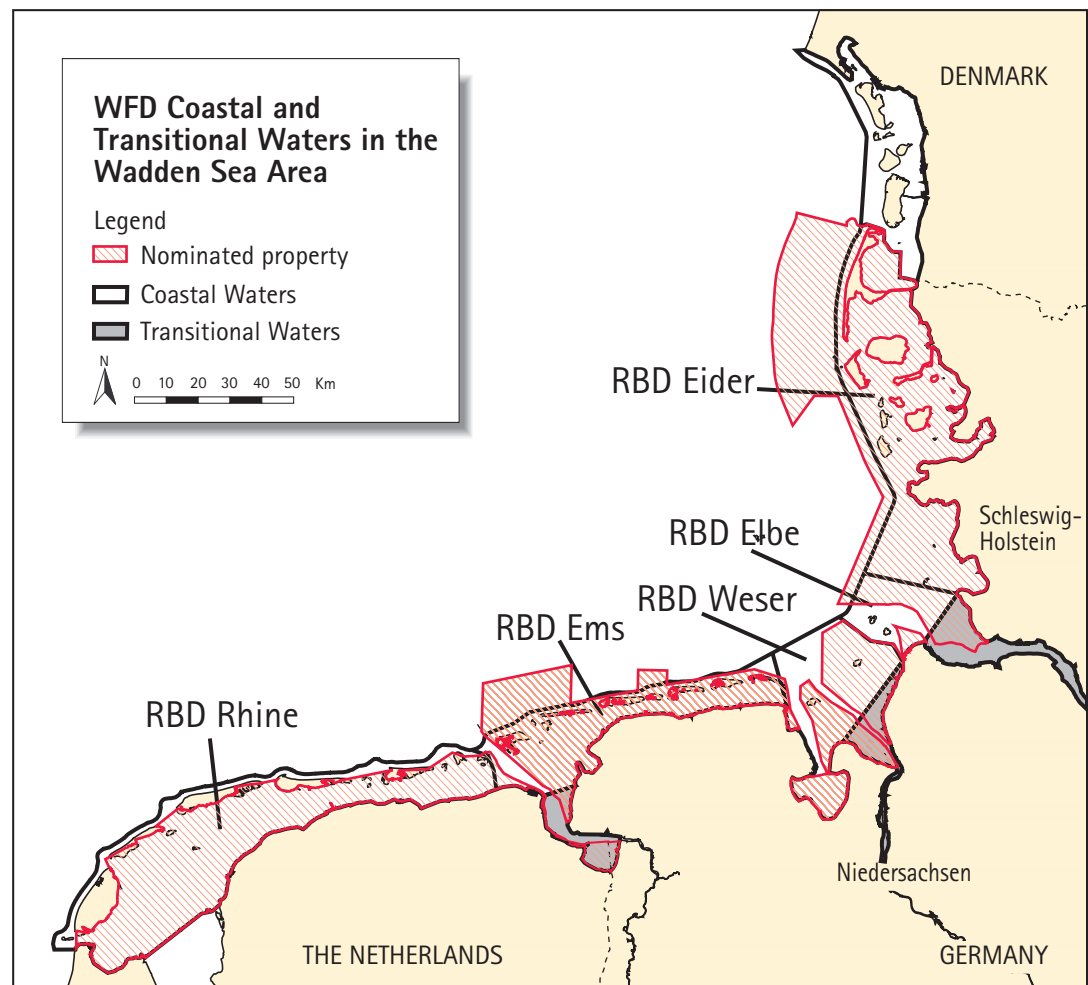 WFD Coastal and
Transitional Waters in the
Wadden Sea Area
Legend
Nominated property
Coastal Waters
Transitional Waters
N
0 10 20 30 40 50 Km
DENMARK
RBD Eider
Schleswig-
Holstein
RBD Elbe
RBD Weser
RBD Ems
RBD Rhine
Niedersachsen
THE NETHERLANDS
GERMANY